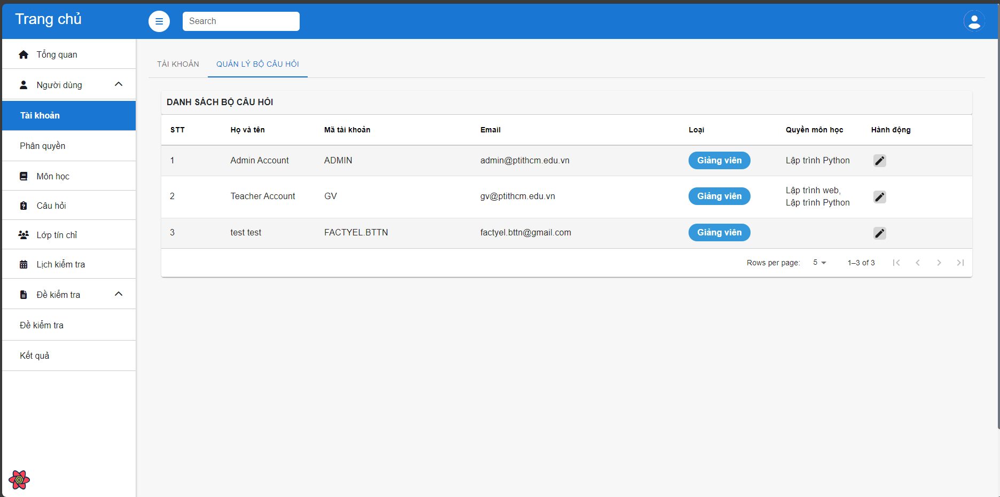 Trang chủ
Search
Tổng quan
Người dùng
Tài khoản
Phân quyền
Môn học
Câu hỏi
Lớp tín chỉ
Lịch kiểm tra
Đề kiểm tra
Đề kiểm tra
Kết quả
TÀI KHOẢN QUẢN LÝ BỘ CÂU HỎI
DANH SÁCH BỘ CÂU HỎI
STT Họ và tên Mã tài khoản Email Loại Quyền môn học Hành động
1 Admin Account ADMIN admin@ptithcm.edu.vn Giảng viên Lập trình Python
2 Teacher Account GV gv@ptithcm.edu.vn Giảng viên Lập trình web,
Lập trình Python
3 test test FACTYEL.BTTN factyel.bttn@gmail.com Giảng viên
Rows per page: 5 1–3 of 3